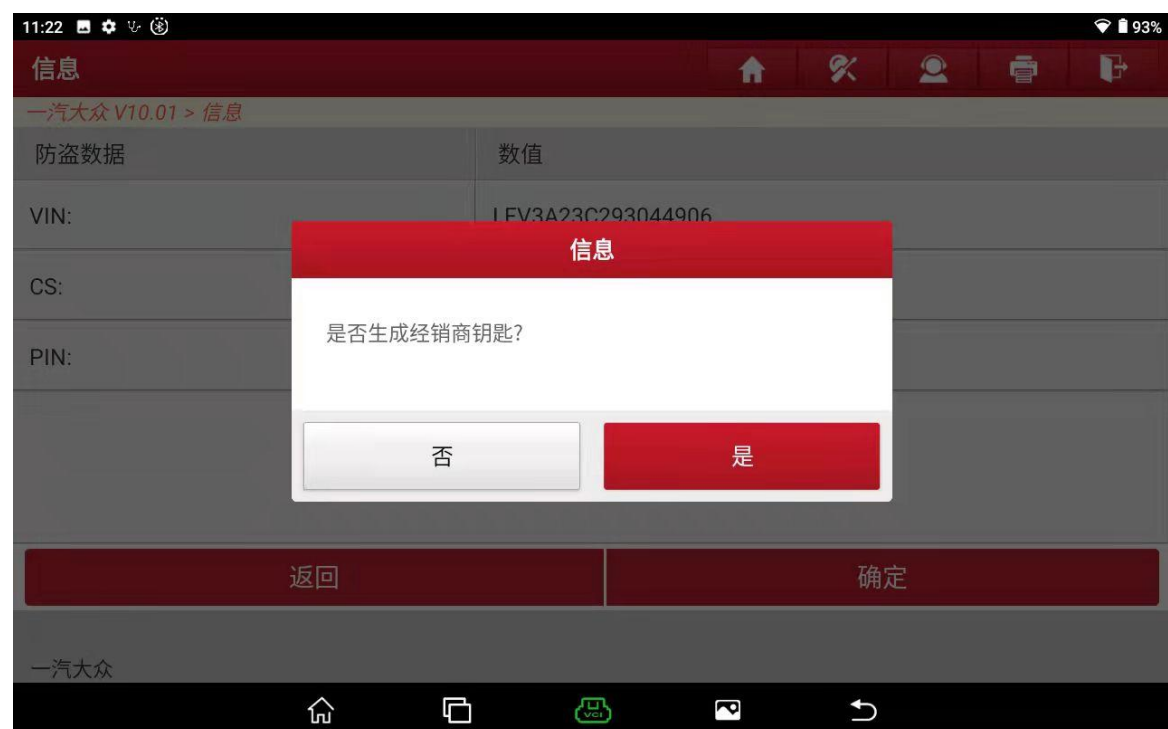 11:22 93%
信息
一汽大众 V10.01 > 信息
防盗数据 数值
VIN: LFV3A23C293044906
信息
CS:
是否生成经销商钥匙?
PIN:
否 是
返回 确定
一汽大众
VCI